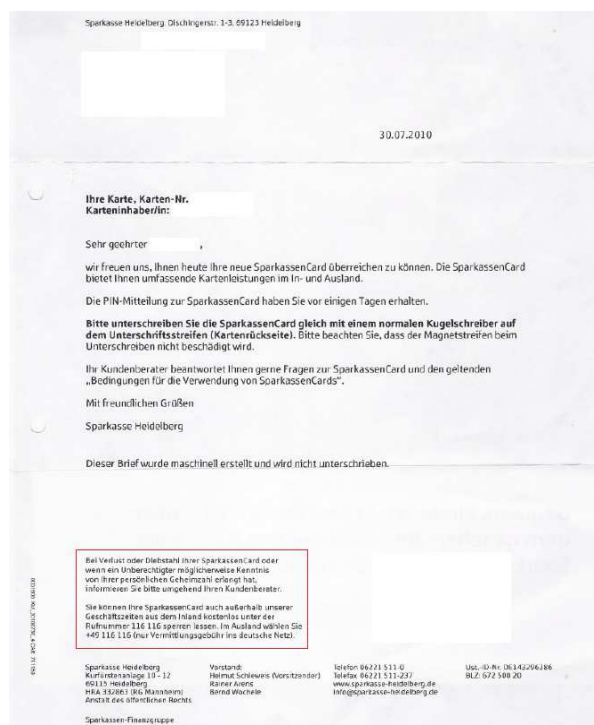 Sparkasse Heidelberg, Dischingerstr. 1-3, 69123 Heidelberg
30.07.2010
Ihre Karte, Karten-Nr.
Karteninhaber/in:
Sehr geehrter ,
wir freuen uns, Ihnen heute Ihre neue SparkassenCard überreichen zu können. Die SparkassenCard
bietet Ihnen umfassende Kartenleistungen im In- und Ausland.
Die PIN-Mitteilung zur SparkassenCard haben Sie vor einigen Tagen erhalten.
Bitte unterschreiben Sie die SparkassenCard gleich mit einem normalen Kugelschreiber auf
dem Unterschriftsstreifen (Kartenrückseite). Bitte beachten Sie, dass der Magnetstreifen beim
Unterschreiben nicht beschädigt wird.
Ihr Kundenberater beantwortet Ihnen gerne Fragen zur SparkassenCard und den geltenden
„Bedingungen für die Verwendung von SparkassenCards".
Mit freundlichen Grüßen
Sparkasse Heidelberg
Dieser Brief wurde maschinell erstellt und wird nicht unterschrieben.
Bei Verlust oder Diebstahl Ihrer SparkassenCard oder
wenn ein Unberechtigter möglicherweise Kenntnis
von Ihrer persönlichen Geheimzahl erlangt hat,
informieren Sie bitte umgehend Ihren Kundenberater.
Sie können Ihre SparkassenCard auch außerhalb unserer
Geschäftszeiten aus dem Inland kostenlos unter der
Rufnummer 116 116 sperren lassen. Im Ausland wählen Sie
+49 116 116 (nur Vermittlungsgebühr ins deutsche Netz).
Sparkasse Heidelberg
Kurfürstenanlage 10 - 12
69115 Heidelberg
HRA 332863 (RG Mannheim)
Anstalt des öffentlichen Rechts
Sparkassen-Finanzgruppe
Vorstand:
Helmut Schleweis (Vorsitzender)
Rainer Arens
Bernd Wochele
Telefon 06221 511-0
Telefax 06221 511-237
www.sparkasse-heidelberg.de
info@sparkasse-heidelberg.de
Ust.-ID-Nr. DE143296386
BLZ: 672 500 20